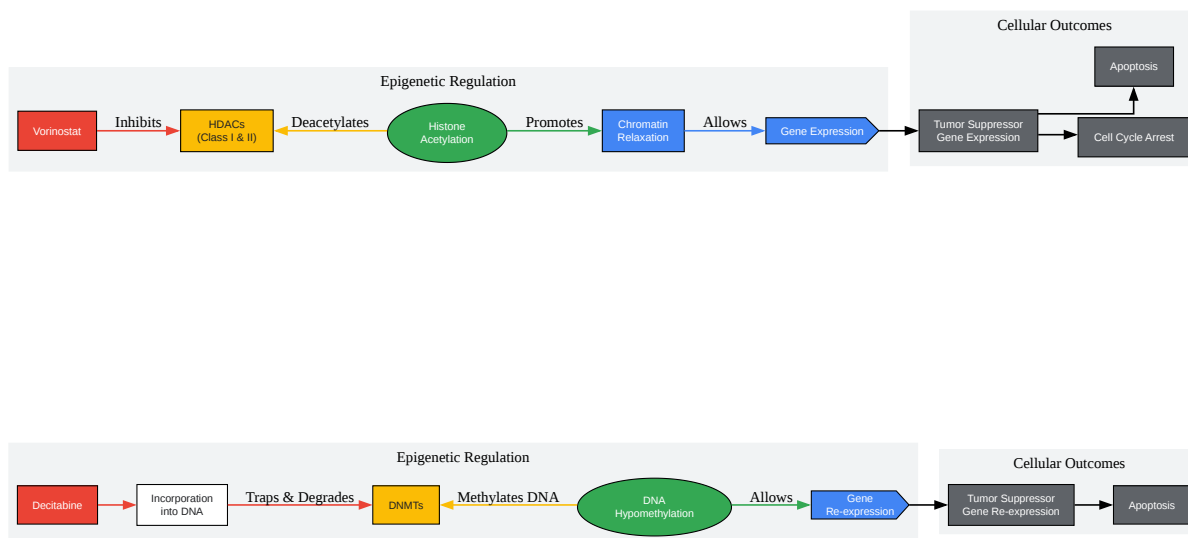 Cellular Outcomes
Apoptosis
Epigenetic Regulation
Vorinostat
Inhibits
HDACs
(Class I & II)
Deacetylates
Histone
Acetylation
Promotes
Chromatin
Relaxation
Allows
Gene Expression
Tumor Suppressor
Gene Expression
Cell Cycle Arrest
Epigenetic Regulation
Cellular Outcomes
Decitabine
Incorporation
into DNA
Traps & Degrades
DNMTs
Methylates DNA
DNA
Hypomethylation
Allows
Gene
Re-expression
Tumor Suppressor
Gene Re-expression
Apoptosis